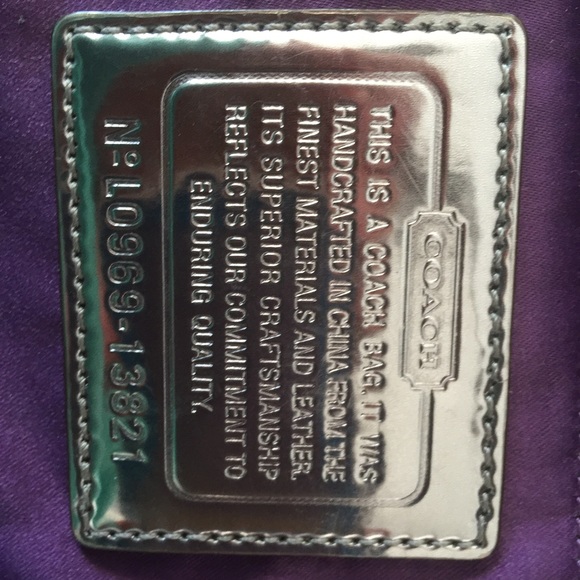 COACH
THIS IS A COACH BAG. IT WAS
HANDCRAFTED IN CHINA FROM THE
FINEST MATERIALS AND LEATHER.
ITS SUPERIOR CRAFTSMANSHIP
REFLECTS OUR COMMITMENT TO
ENDURING QUALITY.
Nº L0969-13821